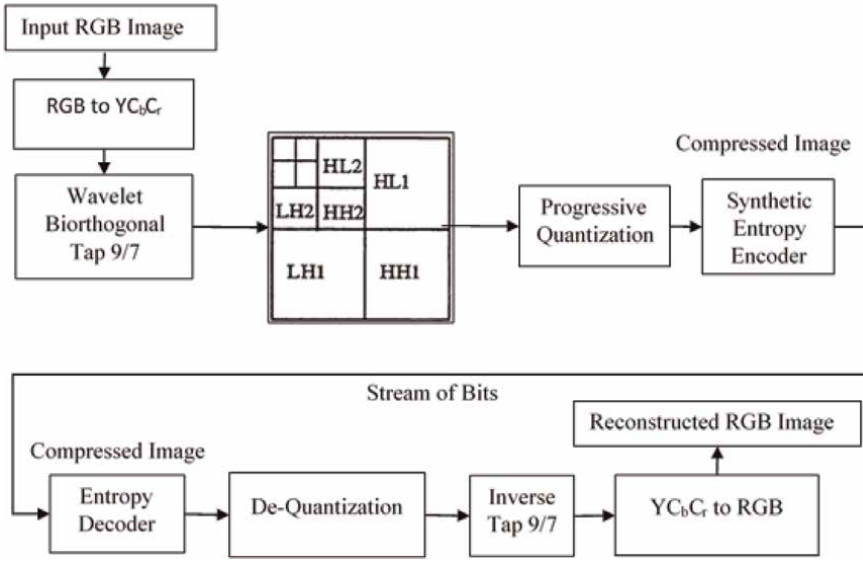 Input RGB Image
RGB to YCbCr
Wavelet
Biorthogonal
Tap 9/7
HL2
HL1
LH2
HH2
LH1
HH1
Progressive
Quantization
Compressed Image
Synthetic
Entropy
Encoder
Stream of Bits
Compressed Image
Entropy
Decoder
De-Quantization
Inverse
Tap 9/7
YCbCr to RGB
Reconstructed RGB Image